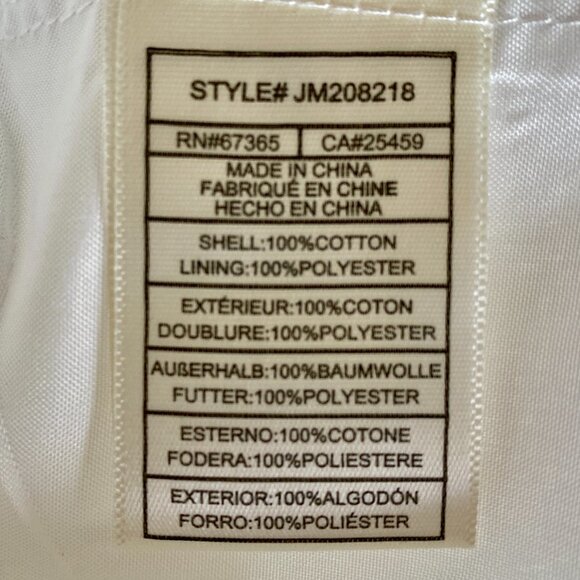 STYLE# JM208218
RN#67365 CA#25459
MADE IN CHINA
FABRIQUÉ EN CHINE
HECHO EN CHINA
SHELL:100%COTTON
LINING:100%POLYESTER
EXTÉRIEUR:100%COTON
DOUBLURE:100%POLYESTER
AUßERHALB:100%BAUMWOLLE
FUTTER:100%POLYESTER
ESTERNO:100%COTONE
FODERA:100%POLIESTERE
EXTERIOR:100%ALGODÓN
FORRO:100%POLIÉSTER